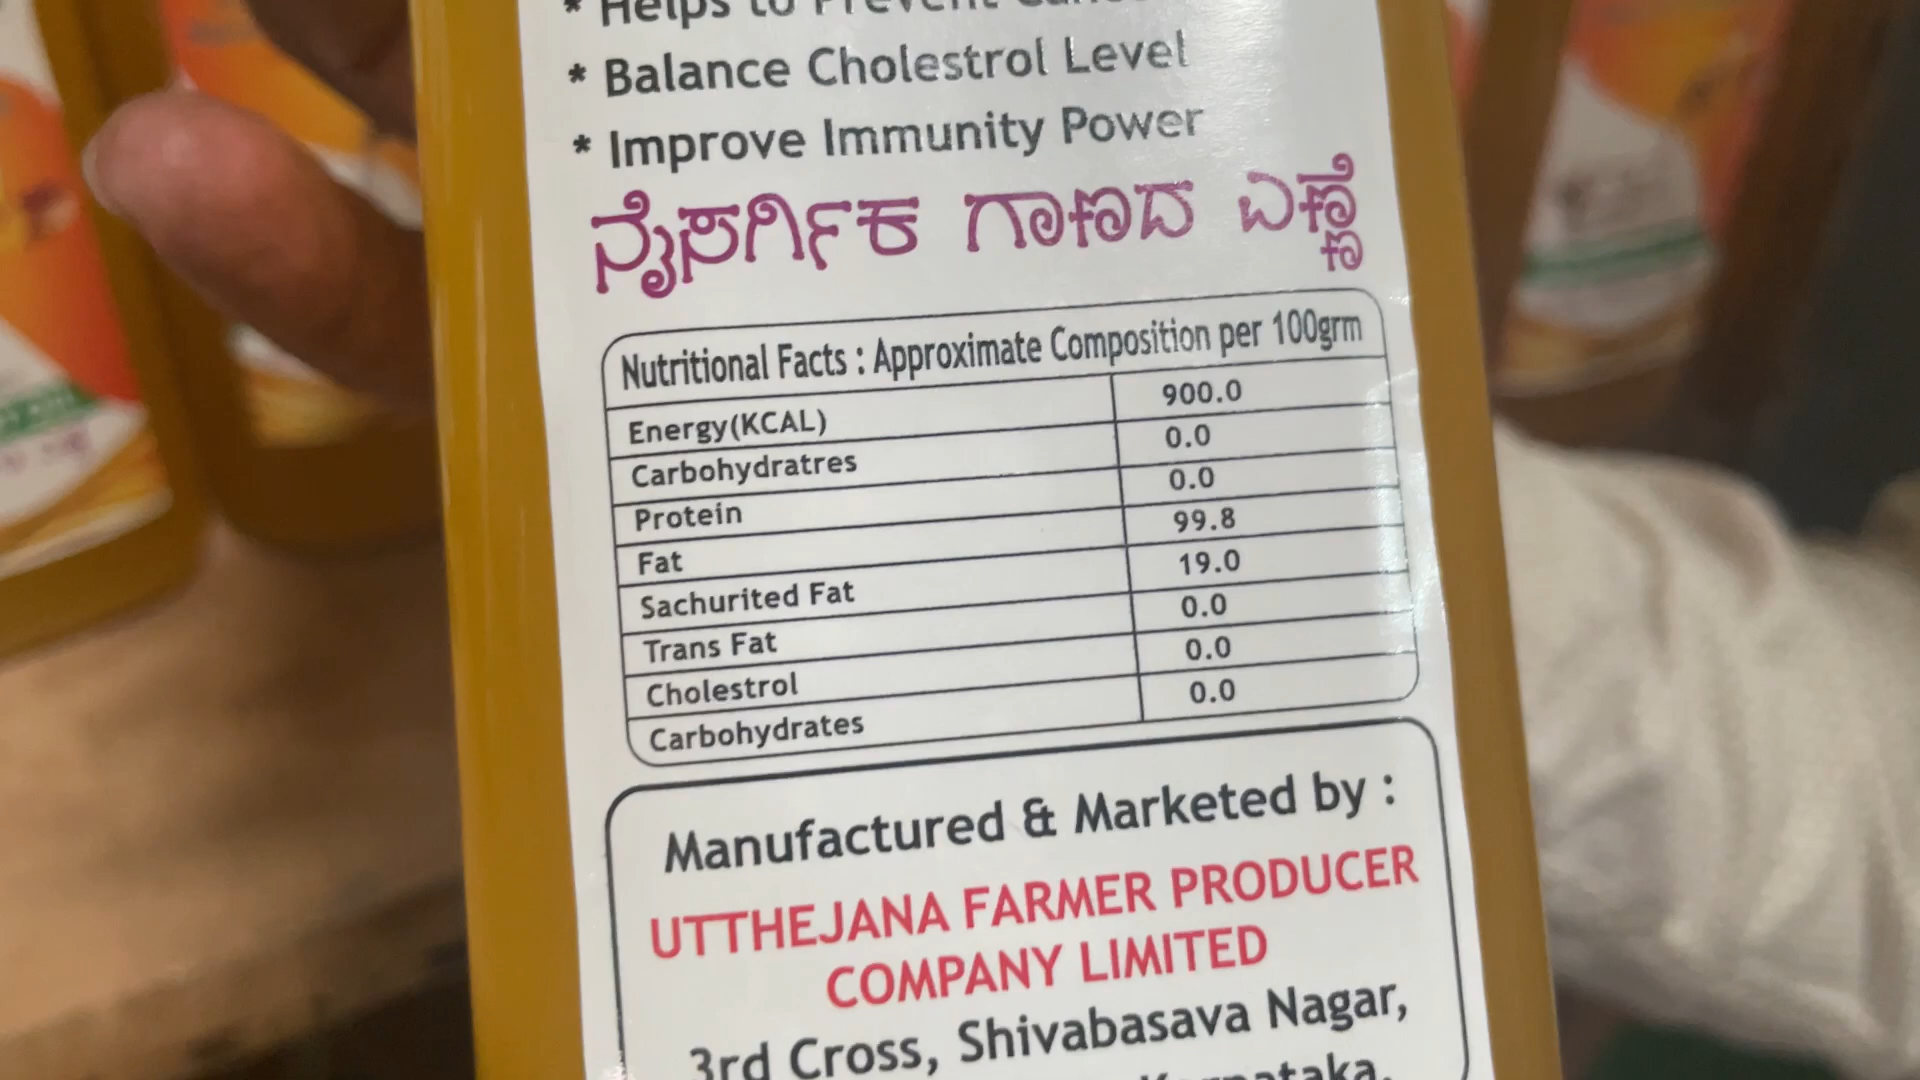 * Helps to Prevent
* Balance Cholestrol Level
* Improve Immunity Power
ನೈಸರ್ಗಿಕ ಗಾಣದ ಎಣ್ಣೆ
Nutritional Facts : Approximate Composition per 100grm
Energy(KCAL) 900.0
Carbohydratres 0.0
Protein 0.0
Fat 99.8
Sachurited Fat 19.0
Trans Fat 0.0
Cholestrol 0.0
Carbohydrates 0.0
Manufactured & Marketed by :
UTTHEJANA FARMER PRODUCER
COMPANY LIMITED
3rd Cross, Shivabasava Nagar,
Karnataka.